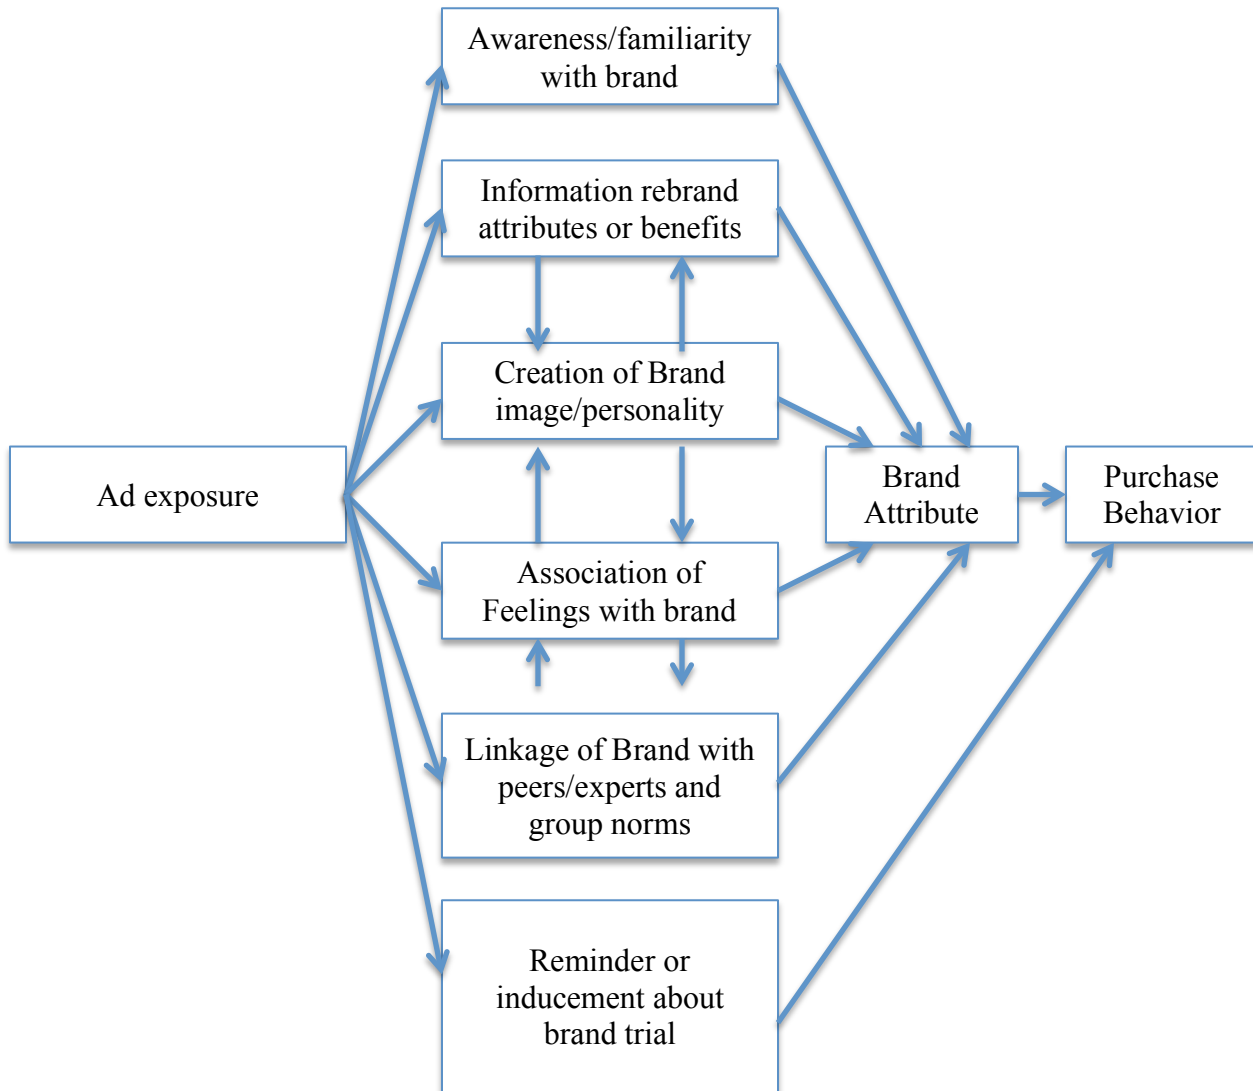 Awareness/familiarity
with brand
Information rebrand
attributes or benefits
Creation of Brand
image/personality
Ad exposure
Brand
Attribute
Purchase
Behavior
Association of
Feelings with brand
Linkage of Brand with
peers/experts and
group norms
Reminder or
inducement about
brand trial